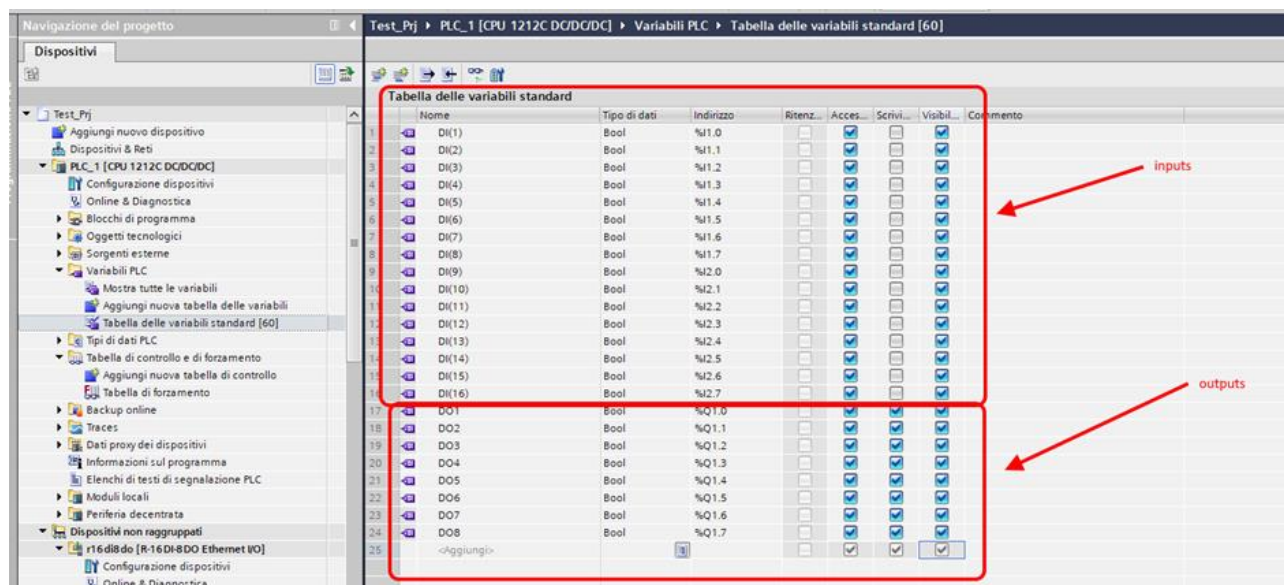 Navigazione del progetto
Test_Prj ▸ PLC_1 [CPU 1212C DC/DC/DC] ▸ Variabili PLC ▸ Tabella delle variabili standard [60]
Dispositivi
Test_Prj
Aggiungi nuovo dispositivo
Dispositivi & Reti
PLC_1 [CPU 1212C DC/DC/DC]
Configurazione dispositivi
Online & Diagnostica
Blocchi di programma
Oggetti tecnologici
Sorgenti esterne
Variabili PLC
Mostra tutte le variabili
Aggiungi nuova tabella delle variabili
Tabella delle variabili standard [60]
Tipi di dati PLC
Tabella di controllo e di forzamento
Aggiungi nuova tabella di controllo
Tabella di forzamento
Backup online
Traces
Dati proxy dei dispositivi
Informazioni sul programma
Elenchi di testi di segnalazione PLC
Moduli locali
Periferia decentrata
Dispositivi non raggruppati
r16di8do [R-16DI-8DO Ethernet I/O]
Configurazione dispositivi
Online & Diagnostica
Tabella delle variabili standard
Nome Tipo di dati Indirizzo Ritenz... Acces... Scrivi... Visibil... Commento
1 DI(1) Bool %I1.0
2 DI(2) Bool %I1.1
3 DI(3) Bool %I1.2
4 DI(4) Bool %I1.3
5 DI(5) Bool %I1.4
6 DI(6) Bool %I1.5
7 DI(7) Bool %I1.6
8 DI(8) Bool %I1.7
9 DI(9) Bool %I2.0
10 DI(10) Bool %I2.1
11 DI(11) Bool %I2.2
12 DI(12) Bool %I2.3
13 DI(13) Bool %I2.4
14 DI(14) Bool %I2.5
15 DI(15) Bool %I2.6
16 DI(16) Bool %I2.7
17 DO1 Bool %Q1.0
18 DO2 Bool %Q1.1
19 DO3 Bool %Q1.2
20 DO4 Bool %Q1.3
21 DO5 Bool %Q1.4
22 DO6 Bool %Q1.5
23 DO7 Bool %Q1.6
24 DO8 Bool %Q1.7
25 <Aggiungi>
inputs
outputs